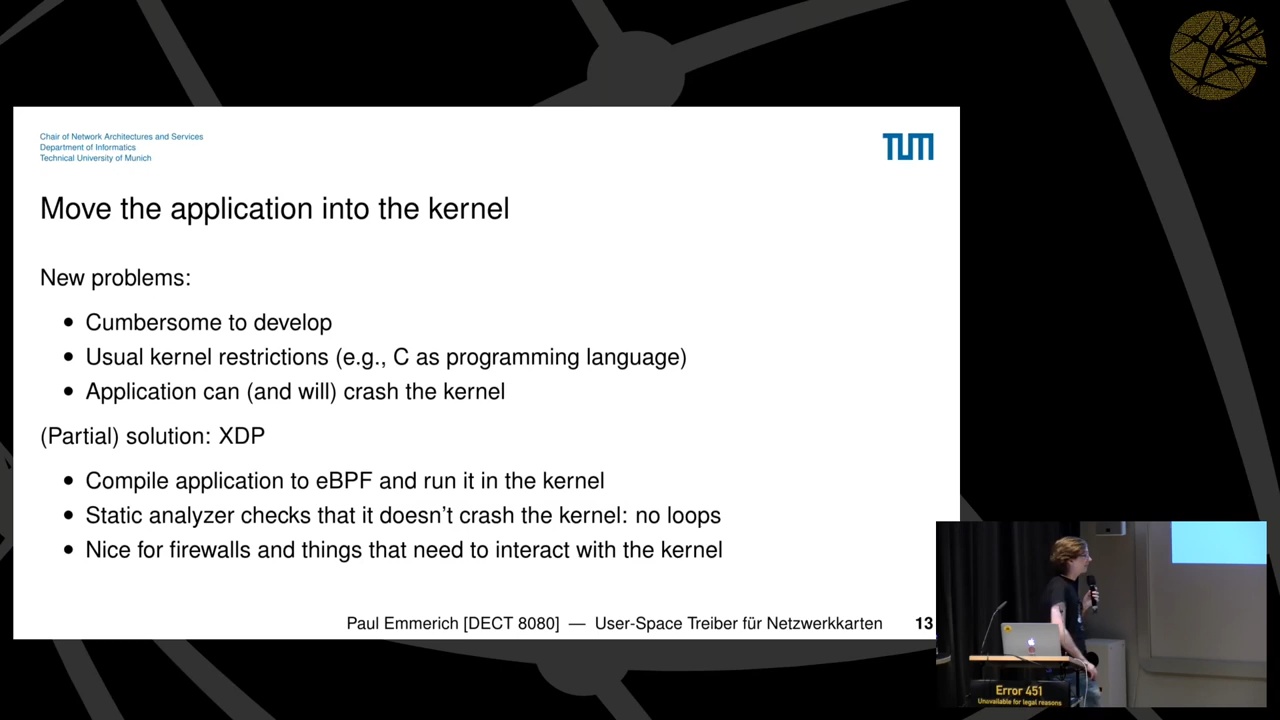 Chair of Network Architectures and Services
Department of Informatics
Technical University of Munich
TUM
Move the application into the kernel
New problems:
• Cumbersome to develop
• Usual kernel restrictions (e.g., C as programming language)
• Application can (and will) crash the kernel
(Partial) solution: XDP
• Compile application to eBPF and run it in the kernel
• Static analyzer checks that it doesn't crash the kernel: no loops
• Nice for firewalls and things that need to interact with the kernel
Paul Emmerich [DECT 8080] — User-Space Treiber für Netzwerkkarten 13
Error 451
Unavailable for legal reasons